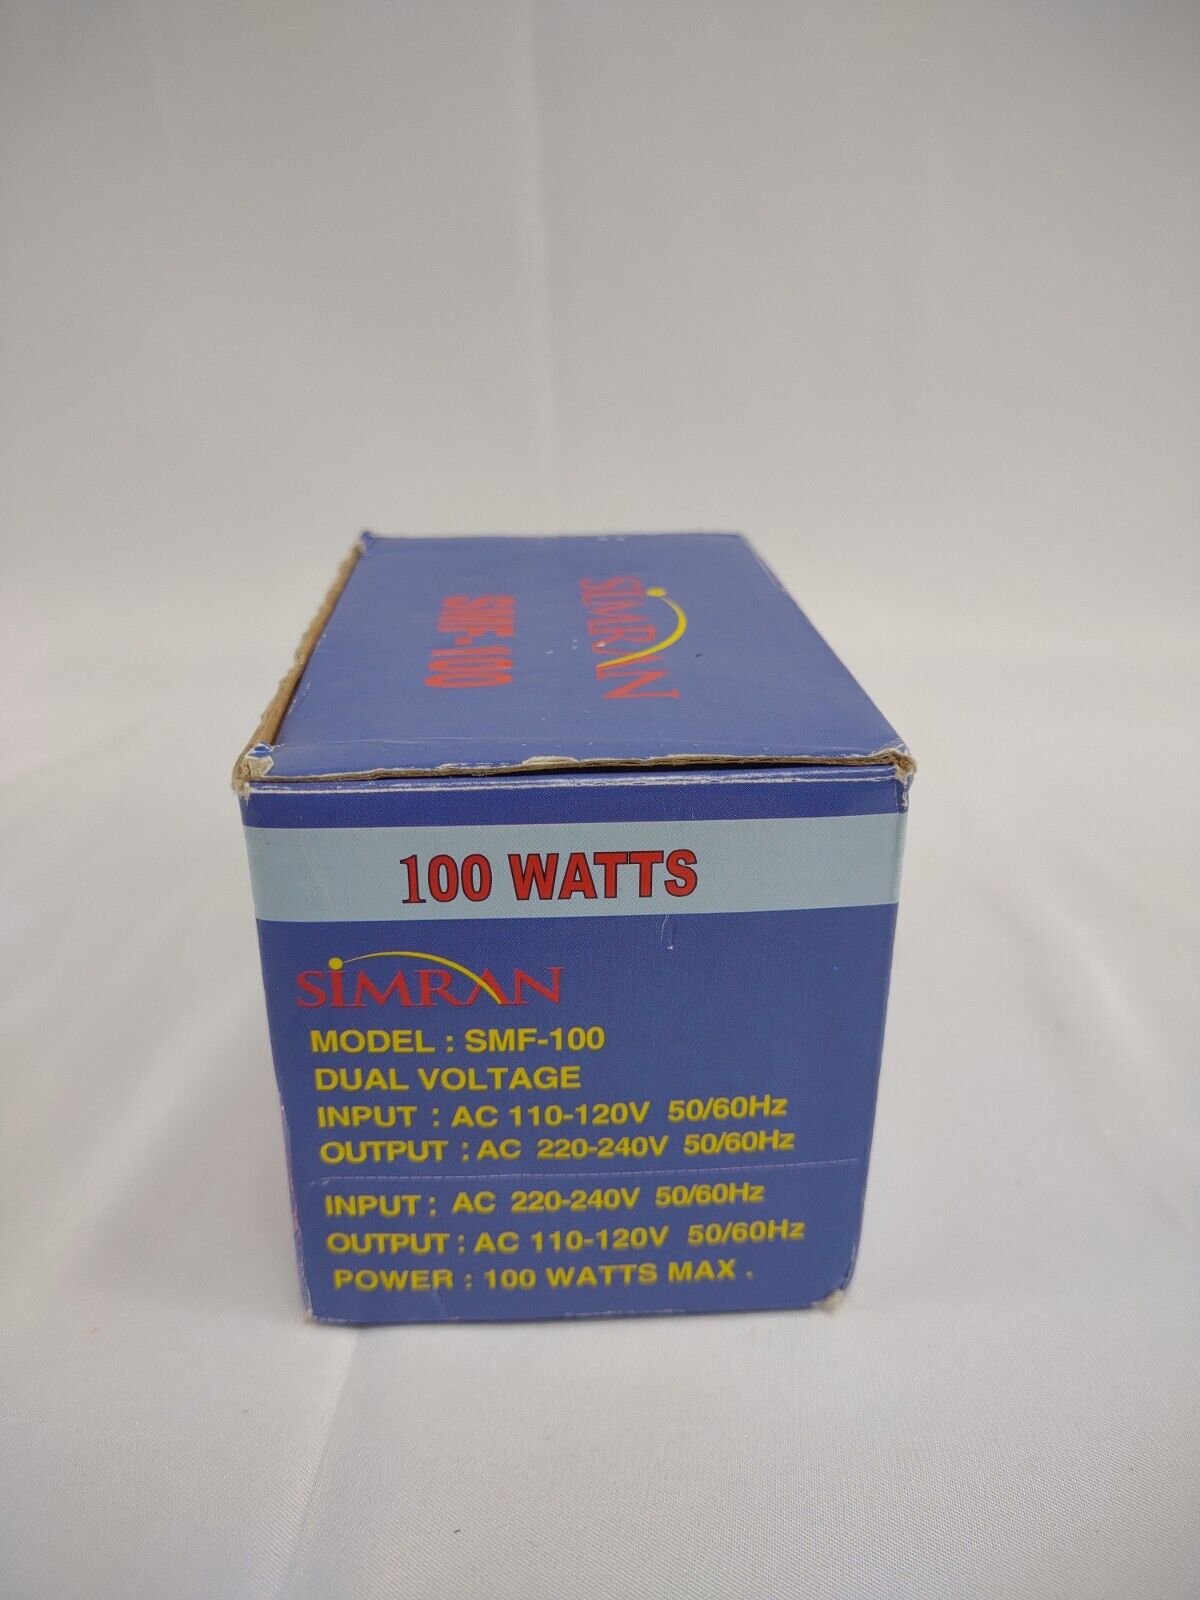 SIMRAN
SMF-100
100 WATTS
SIMRAN
MODEL : SMF-100
DUAL VOLTAGE
INPUT : AC 110-120V 50/60Hz
OUTPUT : AC 220-240V 50/60Hz
INPUT : AC 220-240V 50/60Hz
OUTPUT : AC 110-120V 50/60Hz
POWER : 100 WATTS MAX .